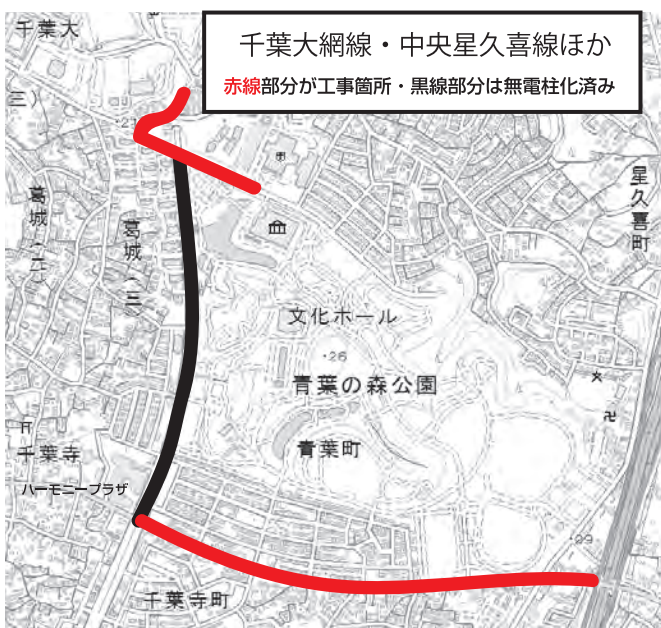 千葉大網線・中央星久喜線ほか
赤線部分が工事箇所・黒線部分は無電柱化済み
千葉大
三）
・21
星久喜町
葛城（二）
葛城（三）
文化ホール
・26
青葉の森公園
青葉町
千葉寺
ハーモニープラザ
・29
千葉寺町